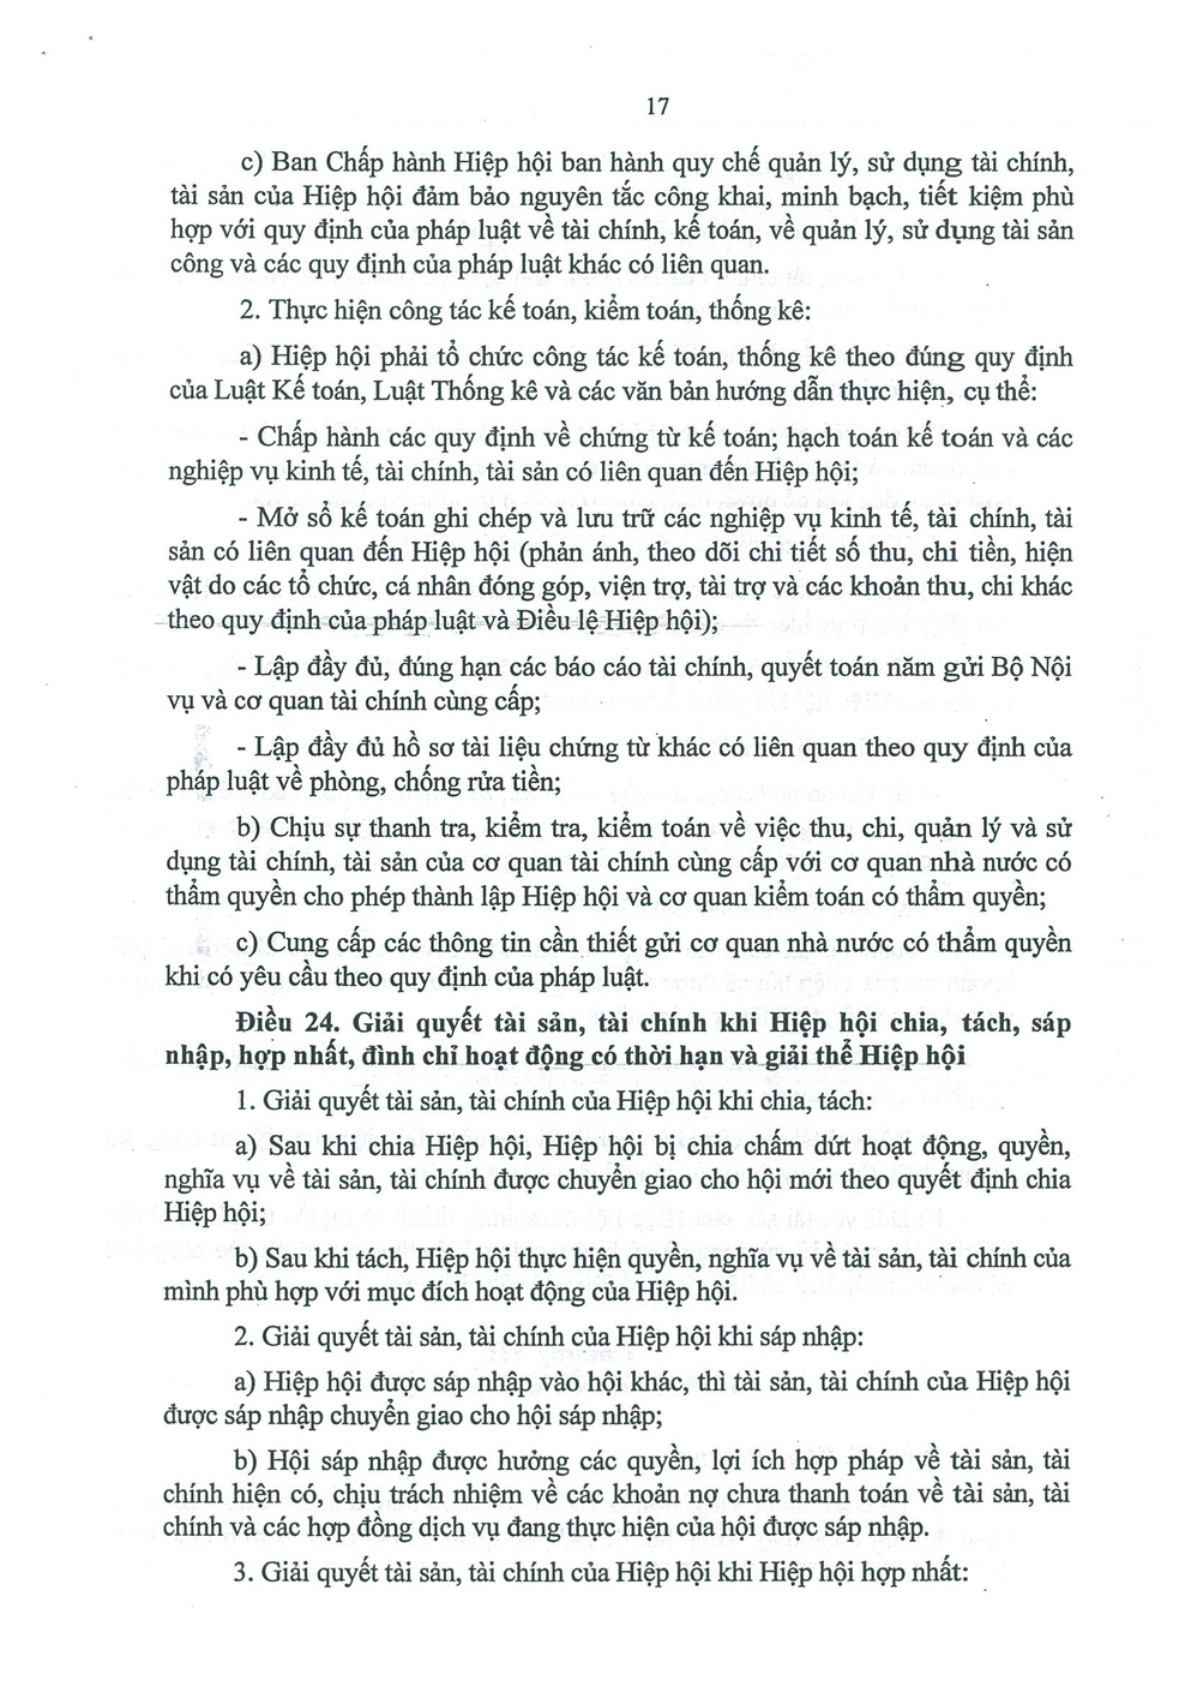 17
c) Ban Chấp hành Hiệp hội ban hành quy chế quản lý, sử dụng tài chính,
tài sản của Hiệp hội đảm bảo nguyên tắc công khai, minh bạch, tiết kiệm phù
hợp với quy định của pháp luật về tài chính, kế toán, về quản lý, sử dụng tài sản
công và các quy định của pháp luật khác có liên quan.
2. Thực hiện công tác kế toán, kiểm toán, thống kê:
a) Hiệp hội phải tổ chức công tác kế toán, thống kê theo đúng quy định
của Luật Kế toán, Luật Thống kê và các văn bản hướng dẫn thực hiện, cụ thể:
- Chấp hành các quy định về chứng từ kế toán; hạch toán kế toán và các
nghiệp vụ kinh tế, tài chính, tài sản có liên quan đến Hiệp hội;
- Mở sổ kế toán ghi chép và lưu trữ các nghiệp vụ kinh tế, tài chính, tài
sản có liên quan đến Hiệp hội (phản ánh, theo dõi chi tiết số thu, chi tiền, hiện
vật do các tổ chức, cá nhân đóng góp, viện trợ, tài trợ và các khoản thu, chi khác
theo quy định của pháp luật và Điều lệ Hiệp hội);
- Lập đầy đủ, đúng hạn các báo cáo tài chính, quyết toán năm gửi Bộ Nội
vụ và cơ quan tài chính cùng cấp;
- Lập đầy đủ hồ sơ tài liệu chứng từ khác có liên quan theo quy định của
pháp luật về phòng, chống rửa tiền;
b) Chịu sự thanh tra, kiểm tra, kiểm toán về việc thu, chi, quản lý và sử
dụng tài chính, tài sản của cơ quan tài chính cùng cấp với cơ quan nhà nước có
thẩm quyền cho phép thành lập Hiệp hội và cơ quan kiểm toán có thẩm quyền;
c) Cung cấp các thông tin cần thiết gửi cơ quan nhà nước có thẩm quyền
khi có yêu cầu theo quy định của pháp luật.
Điều 24. Giải quyết tài sản, tài chính khi Hiệp hội chia, tách, sáp
nhập, hợp nhất, đình chỉ hoạt động có thời hạn và giải thể Hiệp hội
1. Giải quyết tài sản, tài chính của Hiệp hội khi chia, tách:
a) Sau khi chia Hiệp hội, Hiệp hội bị chia chấm dứt hoạt động, quyền,
nghĩa vụ về tài sản, tài chính được chuyển giao cho hội mới theo quyết định chia
Hiệp hội;
b) Sau khi tách, Hiệp hội thực hiện quyền, nghĩa vụ về tài sản, tài chính của
mình phù hợp với mục đích hoạt động của Hiệp hội.
2. Giải quyết tài sản, tài chính của Hiệp hội khi sáp nhập:
a) Hiệp hội được sáp nhập vào hội khác, thì tài sản, tài chính của Hiệp hội
được sáp nhập chuyển giao cho hội sáp nhập;
b) Hội sáp nhập được hưởng các quyền, lợi ích hợp pháp về tài sản, tài
chính hiện có, chịu trách nhiệm về các khoản nợ chưa thanh toán về tài sản, tài
chính và các hợp đồng dịch vụ đang thực hiện của hội được sáp nhập.
3. Giải quyết tài sản, tài chính của Hiệp hội khi Hiệp hội hợp nhất: